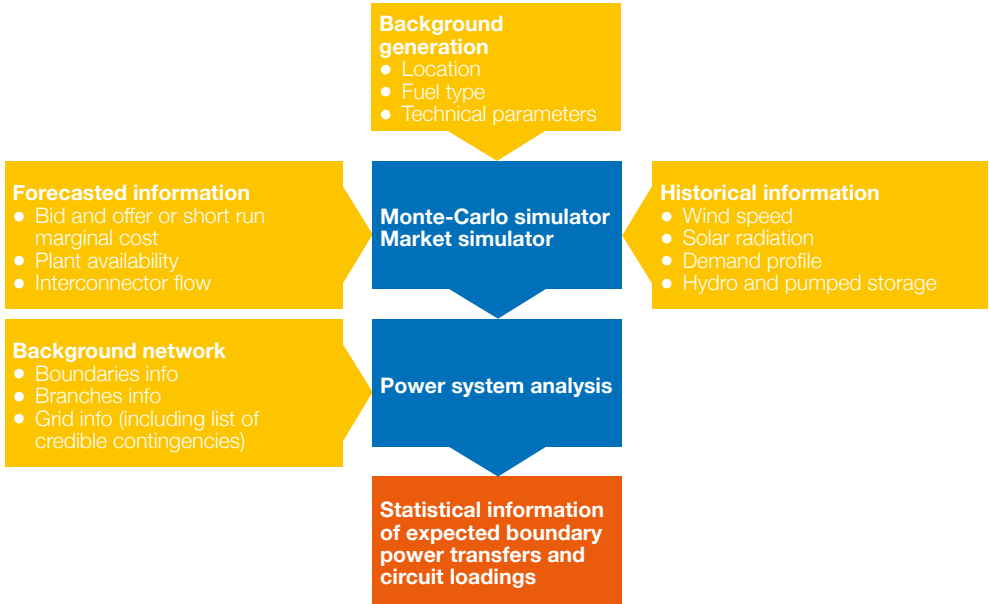 Background
generation
● Location
● Fuel type
● Technical parameters
Forecasted information
● Bid and offer or short run
marginal cost
● Plant availability
● Interconnector flow
Monte-Carlo simulator
Market simulator
Historical information
● Wind speed
● Solar radiation
● Demand profile
● Hydro and pumped storage
Background network
● Boundaries info
● Branches info
● Grid info (including list of
credible contingencies)
Power system analysis
Statistical information
of expected boundary
power transfers and
circuit loadings